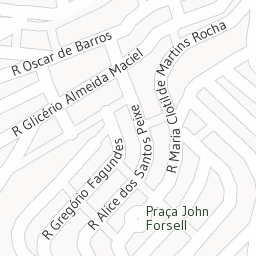 R Oscar de Barros
R Glicério Almeida Maciel
R Maria Clotilde Martins Rocha
R Gregório Fagundes
R Alice dos Santos Peixe
Praça John
Forsell